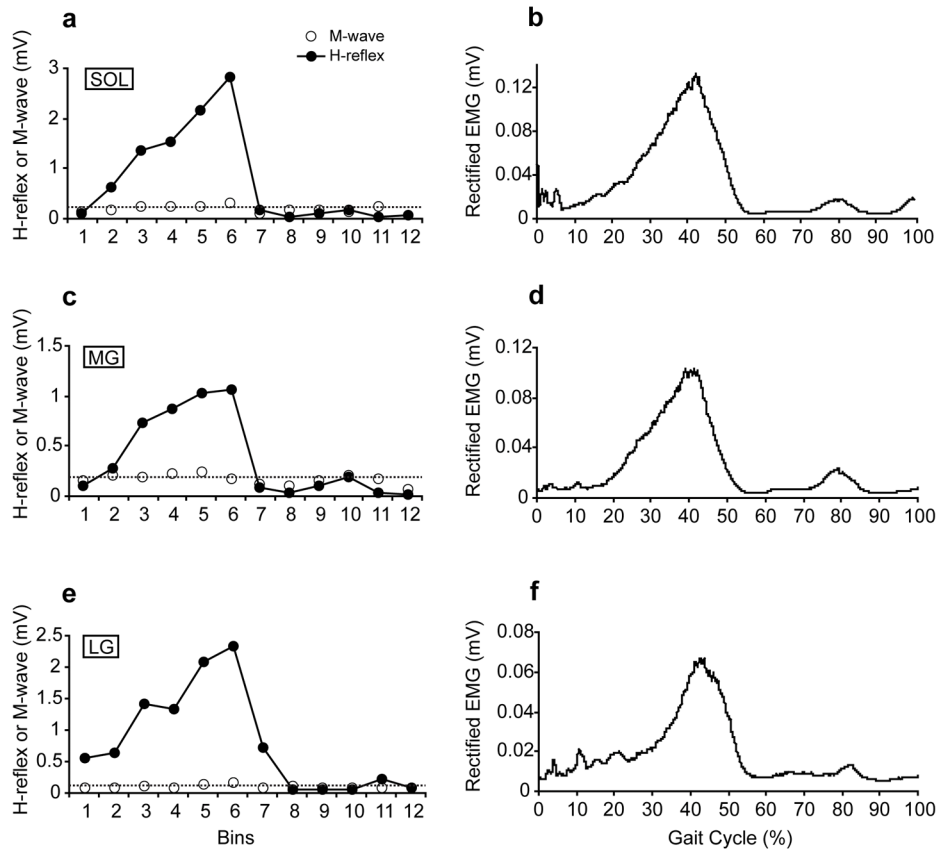 a
M-wave
H-reflex
H-reflex or M-wave (mV)
SOL
3
2
1
0
1 2 3 4 5 6 7 8 9 10 11 12
b
Rectified EMG (mV)
0.12
0.08
0.04
0
0 10 20 30 40 50 60 70 80 90 100
c
H-reflex or M-wave (mV)
MG
1.5
1
0.5
0
1 2 3 4 5 6 7 8 9 10 11 12
d
Rectified EMG (mV)
0.12
0.08
0.04
0
0 10 20 30 40 50 60 70 80 90 100
e
H-reflex or M-wave (mV)
LG
2.5
2
1.5
1
0.5
0
1 2 3 4 5 6 7 8 9 10 11 12
Bins
f
Rectified EMG (mV)
0.08
0.06
0.04
0.02
0
0 10 20 30 40 50 60 70 80 90 100
Gait Cycle (%)